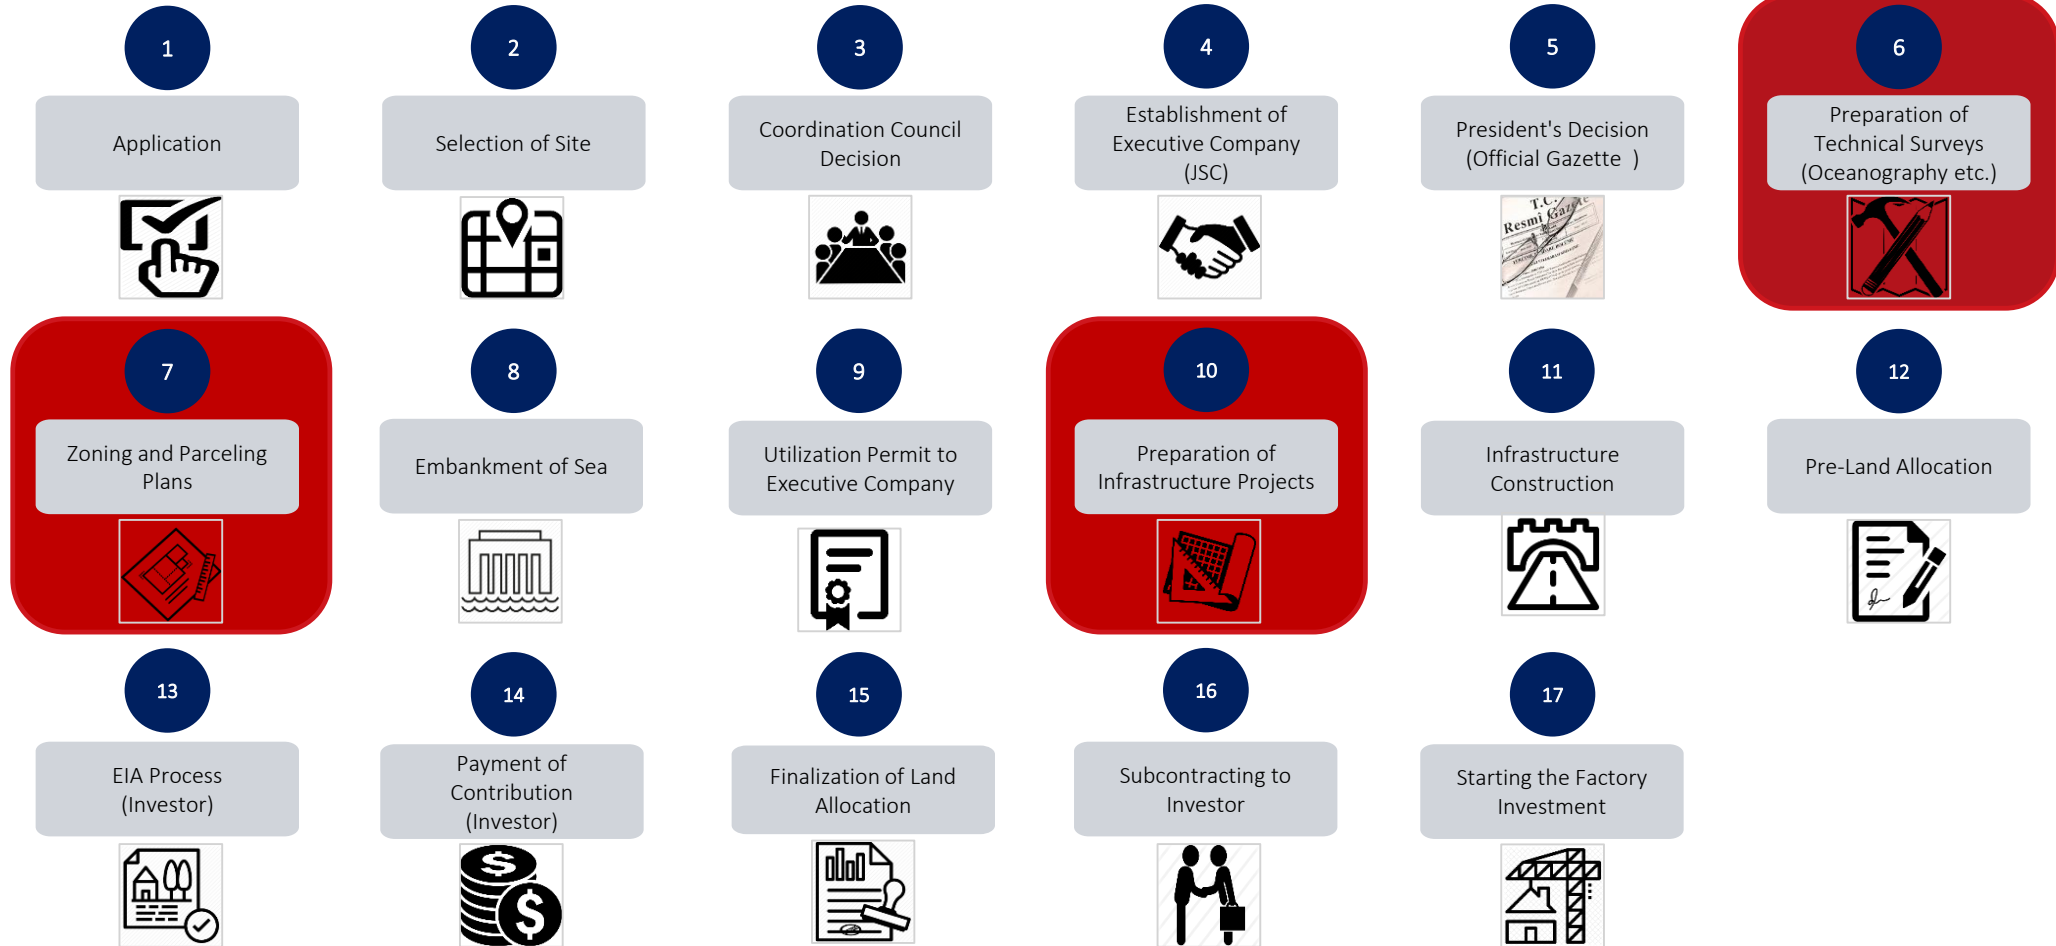 1
Application
2
Selection of Site
3
Coordination Council
Decision
4
Establishment of
Executive Company
(JSC)
5
President's Decision
(Official Gazette )
T.C.
Resmî Gazete
6
Preparation of
Technical Surveys
(Oceanography etc.)
7
Zoning and Parceling
Plans
8
Embankment of Sea
9
Utilization Permit to
Executive Company
10
Preparation of
Infrastructure Projects
11
Infrastructure
Construction
12
Pre-Land Allocation
13
EIA Process
(Investor)
14
Payment of
Contribution
(Investor)
$
$
15
Finalization of Land
Allocation
16
Subcontracting to
Investor
17
Starting the Factory
Investment